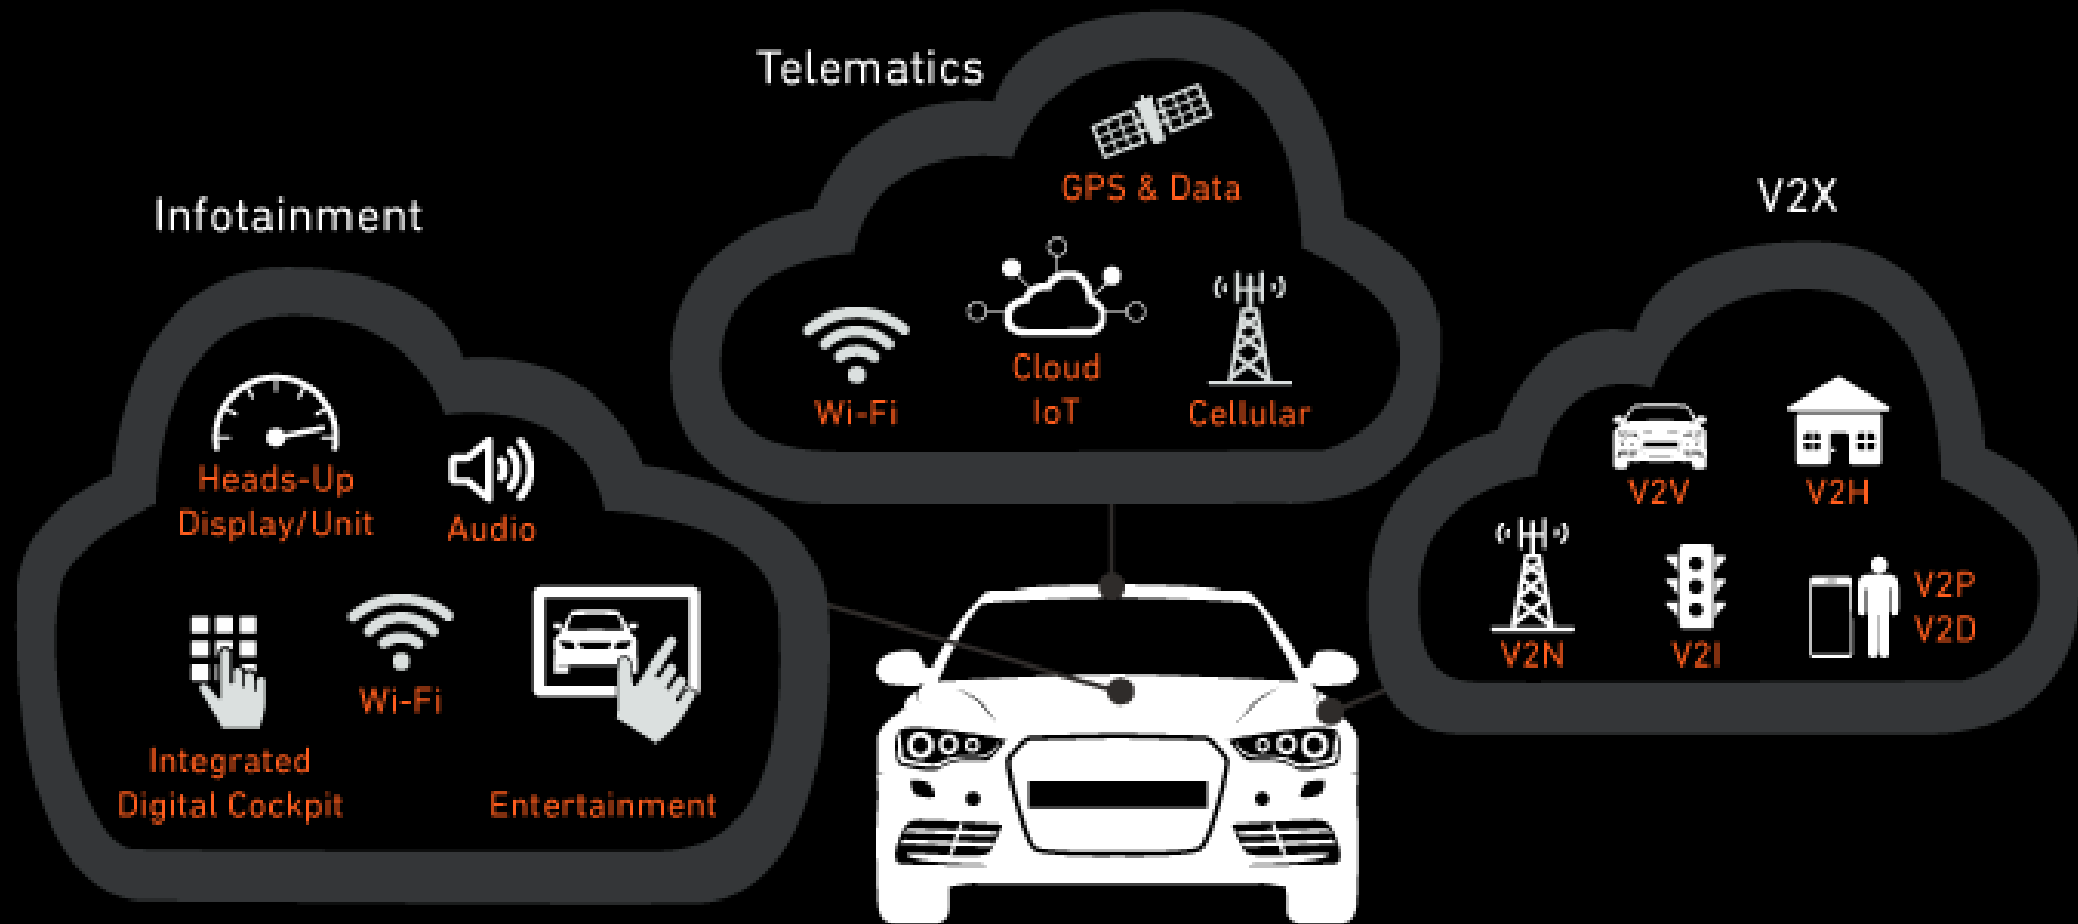 Infotainment
Heads-Up
Display/Unit
Audio
Wi-Fi
Integrated
Digital Cockpit
Entertainment
Telematics
GPS & Data
Wi-Fi
Cloud
IoT
Cellular
V2X
V2V
V2H
V2N
V2I
V2P
V2D